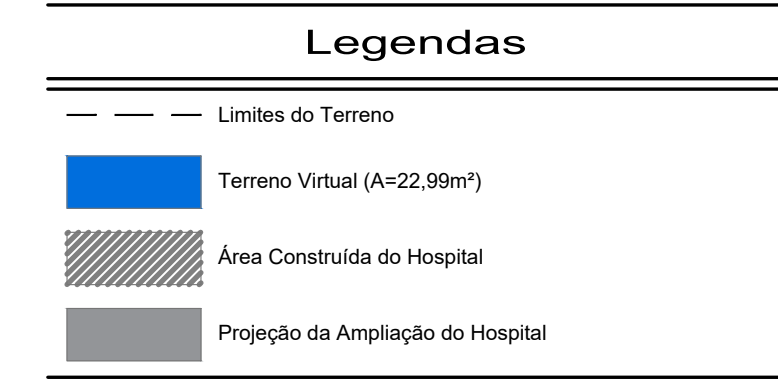 Legendas
Limites do Terreno
Terreno Virtual (A=22,99m²)
Área Construída do Hospital
Projeção da Ampliação do Hospital